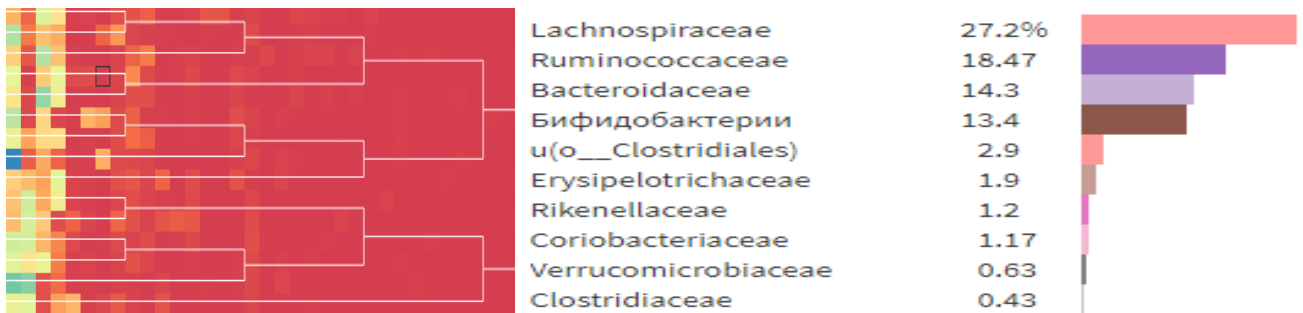 Lachnospiraceae 27.2%
Ruminococcaceae 18.47
Bacteroidaceae 14.3
Бифидобактерии 13.4
u(o__Clostridiales) 2.9
Erysipelotrichaceae 1.9
Rikenellaceae 1.2
Coriobacteriaceae 1.17
Verrucomicrobiaceae 0.63
Clostridiaceae 0.43